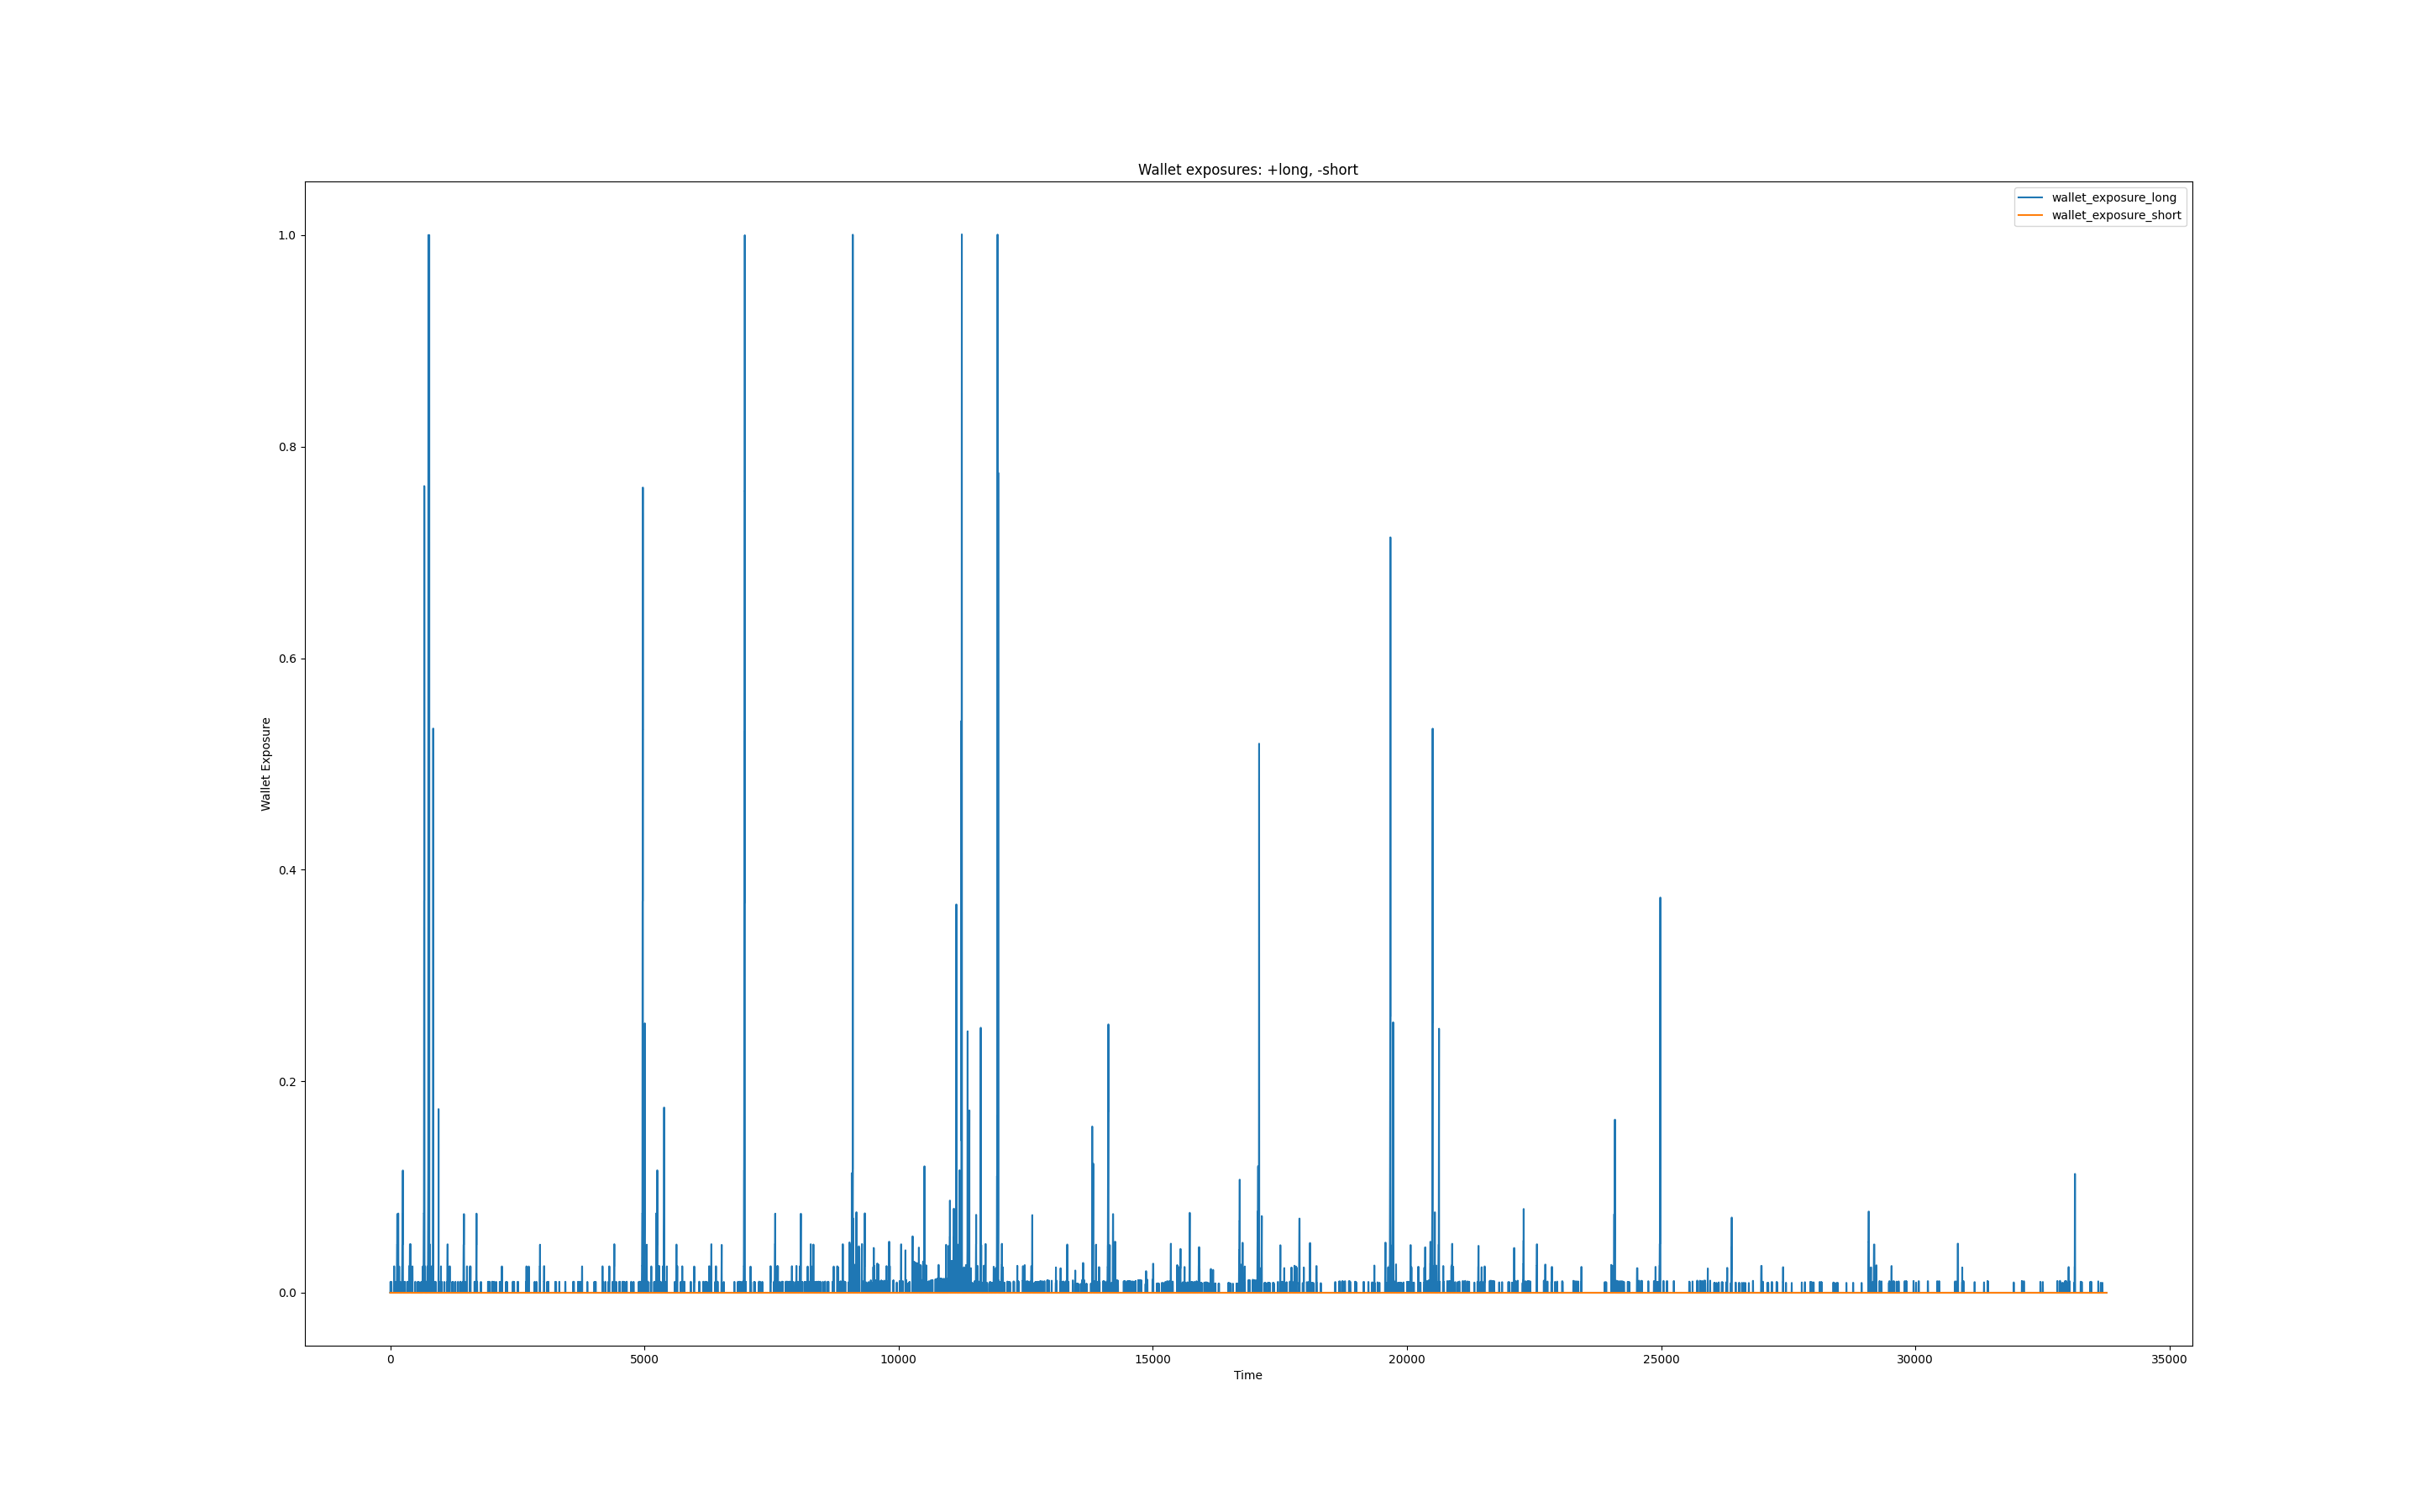 Wallet exposures: +long, -short
wallet_exposure_long
wallet_exposure_short
1.0
0.8
0.6
0.4
0.2
0.0
Wallet Exposure
0 5000 10000 15000 20000 25000 30000 35000
Time